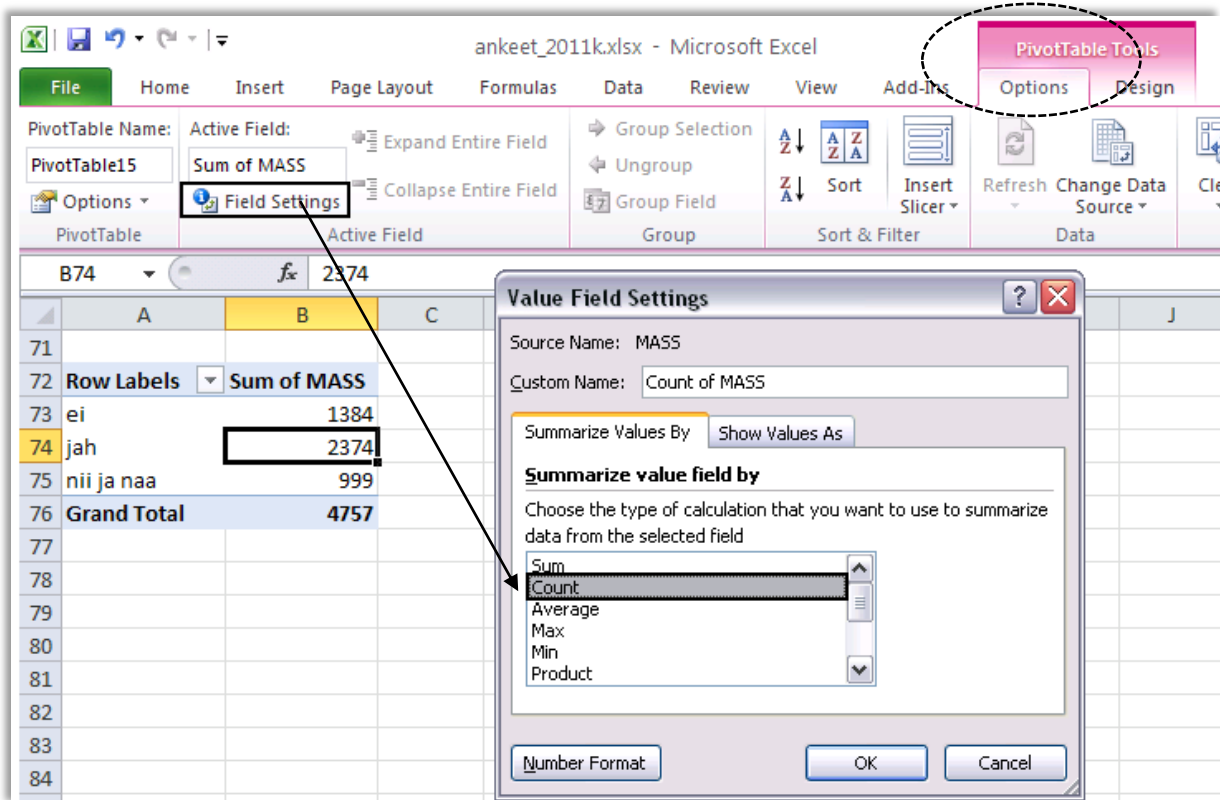 ankeet_2011k.xlsx - Microsoft Excel
PivotTable Tools
File Home Insert Page Layout Formulas Data Review View Add-Ins Options Design
PivotTable Name:
PivotTable15
Options
PivotTable
Active Field:
Sum of MASS
Field Settings
Expand Entire Field
Collapse Entire Field
Active Field
Group Selection
Ungroup
Group Field
Group
Sort
Insert
Slicer
Sort & Filter
Refresh
Change Data
Source
Data
Cle
B74 fx 2374
A B C J
71
72 Row Labels Sum of MASS
73 ei 1384
74 jah 2374
75 nii ja naa 999
76 Grand Total 4757
77
78
79
80
81
82
83
84
Value Field Settings
Source Name: MASS
Custom Name: Count of MASS
Summarize Values By Show Values As
Summarize value field by
Choose the type of calculation that you want to use to summarize
data from the selected field
Sum
Count
Average
Max
Min
Product
Number Format OK Cancel